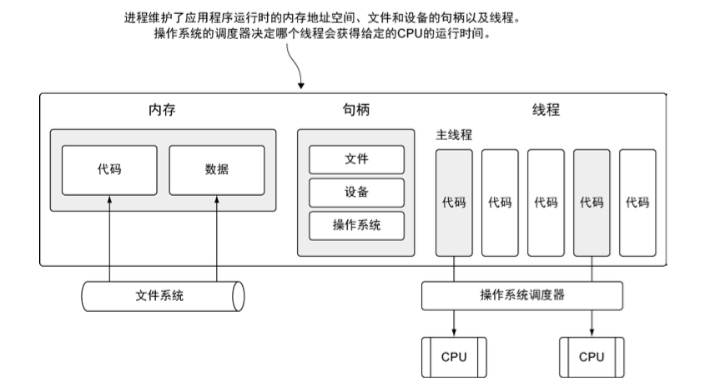 进程维护了应用程序运行时的内存地址空间、文件和设备的句柄以及线程。
操作系统的调度器决定哪个线程会获得给定的CPU的运行时间。
内存
句柄
线程
主线程
代码
数据
文件
设备
操作系统
代码
代码
代码
代码
代码
文件系统
操作系统调度器
CPU
CPU